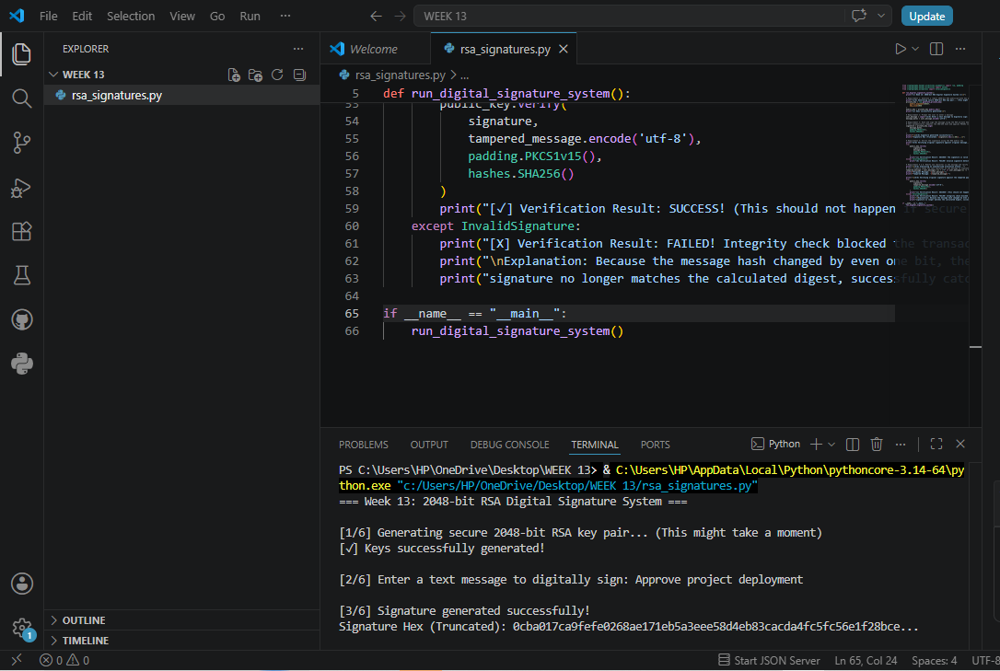 File Edit Selection View Go Run ··· WEEK 13 Update
EXPLORER ···
WEEK 13
rsa_signatures.py
OUTLINE
TIMELINE
1
Welcome rsa_signatures.py
rsa_signatures.py > ...
5 def run_digital_signature_system():
53 public_key.verify(
54 signature,
55 tampered_message.encode('utf-8'),
56 padding.PKCS1v15(),
57 hashes.SHA256()
58 )
59 print("[✓] Verification Result: SUCCESS! (This should not happen if secure
60 except InvalidSignature:
61 print("[X] Verification Result: FAILED! Integrity check blocked the transac
62 print("\nExplanation: Because the message hash changed by even one bit, the
63 print("signature no longer matches the calculated digest, successfully catc
64
65 if __name__ == "__main__":
66 run_digital_signature_system()
PROBLEMS OUTPUT DEBUG CONSOLE TERMINAL PORTS Python
PS C:\Users\HP\OneDrive\Desktop\WEEK 13> & C:\Users\HP\AppData\Local\Python\pythoncore-3.14-64\py
thon.exe "c:/Users/HP/OneDrive/Desktop/WEEK 13/rsa_signatures.py"
=== Week 13: 2048-bit RSA Digital Signature System ===
[1/6] Generating secure 2048-bit RSA key pair... (This might take a moment)
[✓] Keys successfully generated!
[2/6] Enter a text message to digitally sign: Approve project deployment
[3/6] Signature generated successfully!
Signature Hex (Truncated): 0cba017ca9fefe0268ae171eb5a3eee58d4eb83cacda4fc5fc56e1f28bce...
0 0 Start JSON Server Ln 65, Col 24 Spaces: 4 UTF-8